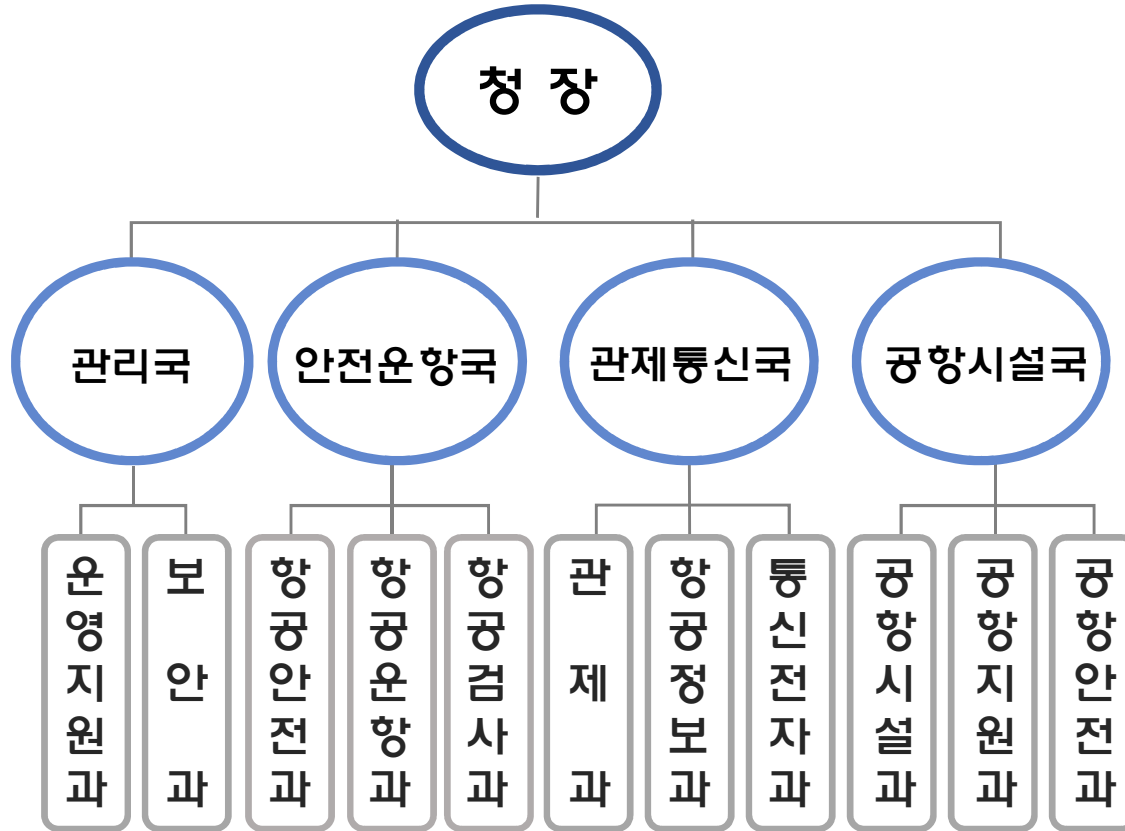 청 장
관리국
안전운항국
관제통신국
공항시설국
운영지원과
보안과
항공안전과
항공운항과
항공검사과
관제과
항공정보과
통신전자과
공항시설과
공항지원과
공항안전과